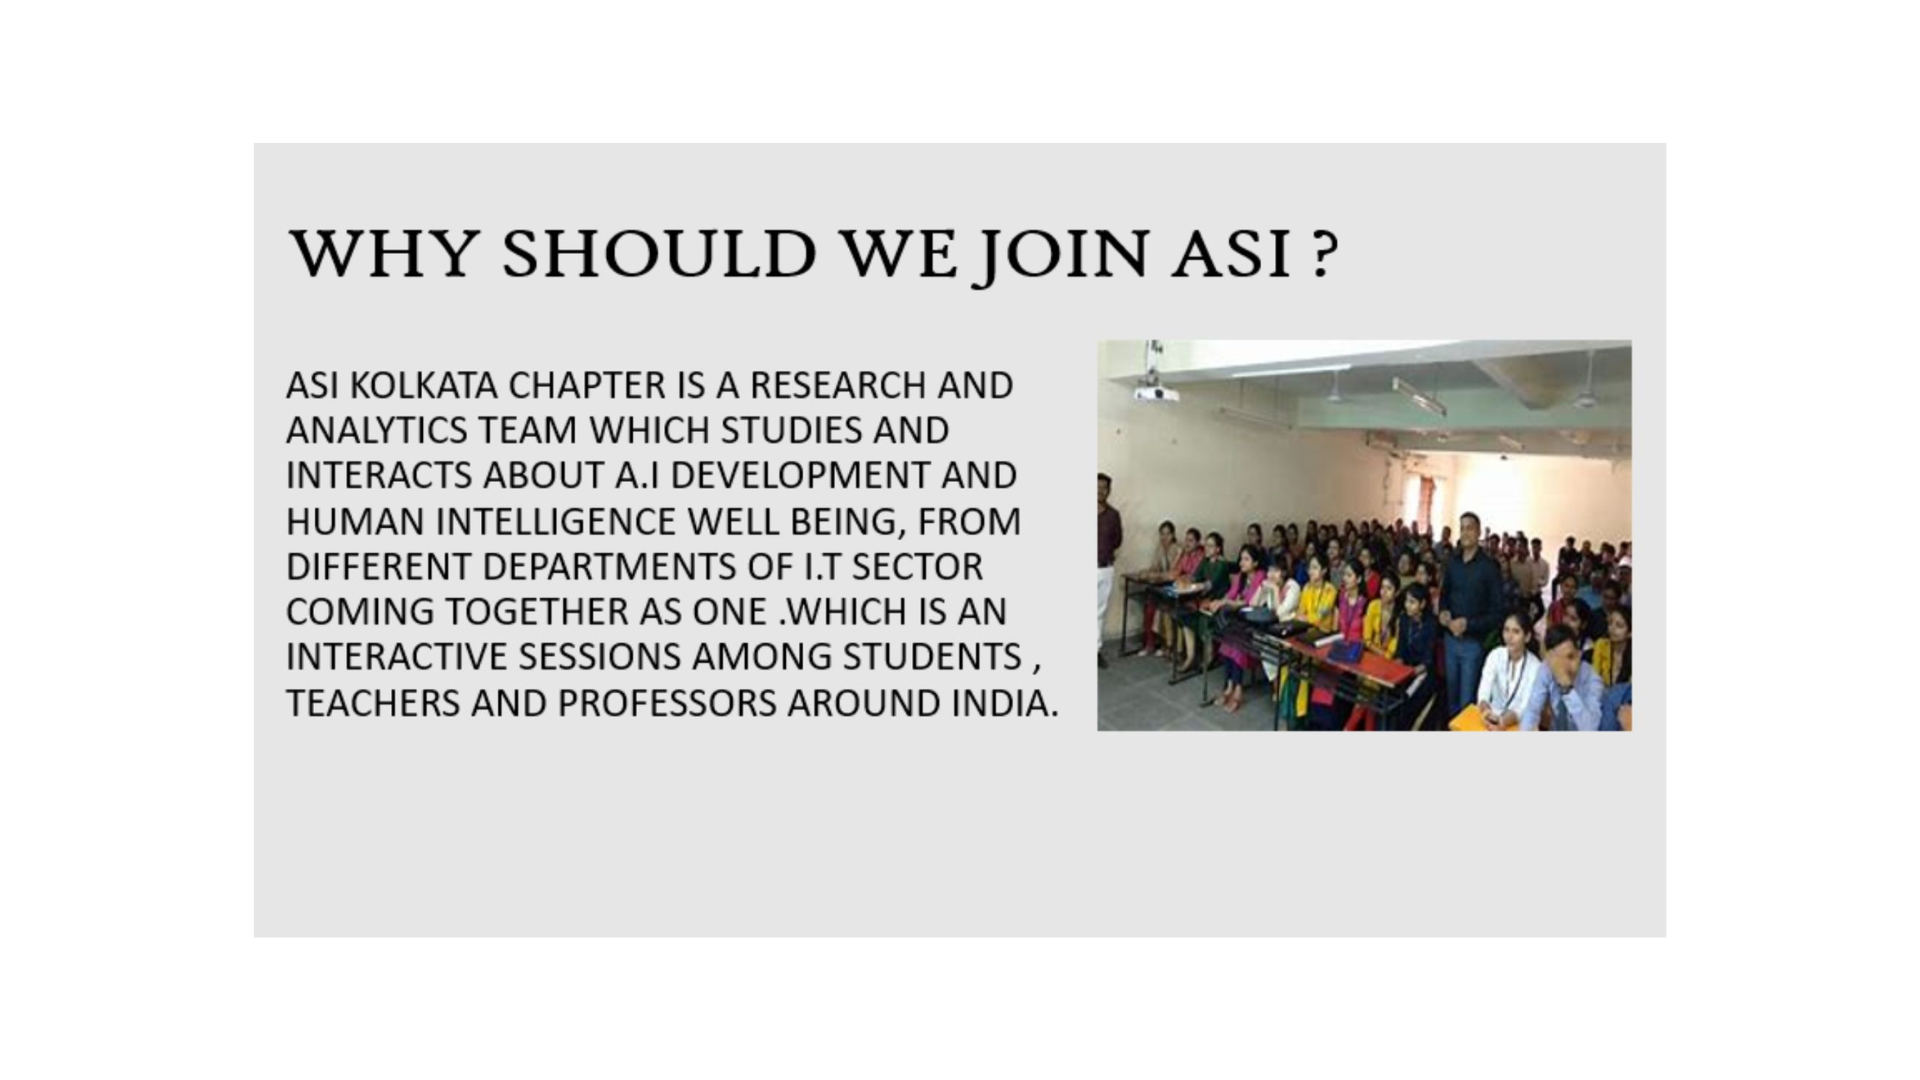 WHY SHOULD WE JOIN ASI ?
ASI KOLKATA CHAPTER IS A RESEARCH AND
ANALYTICS TEAM WHICH STUDIES AND
INTERACTS ABOUT A.I DEVELOPMENT AND
HUMAN INTELLIGENCE WELL BEING, FROM
DIFFERENT DEPARTMENTS OF I.T SECTOR
COMING TOGETHER AS ONE .WHICH IS AN
INTERACTIVE SESSIONS AMONG STUDENTS ,
TEACHERS AND PROFESSORS AROUND INDIA.